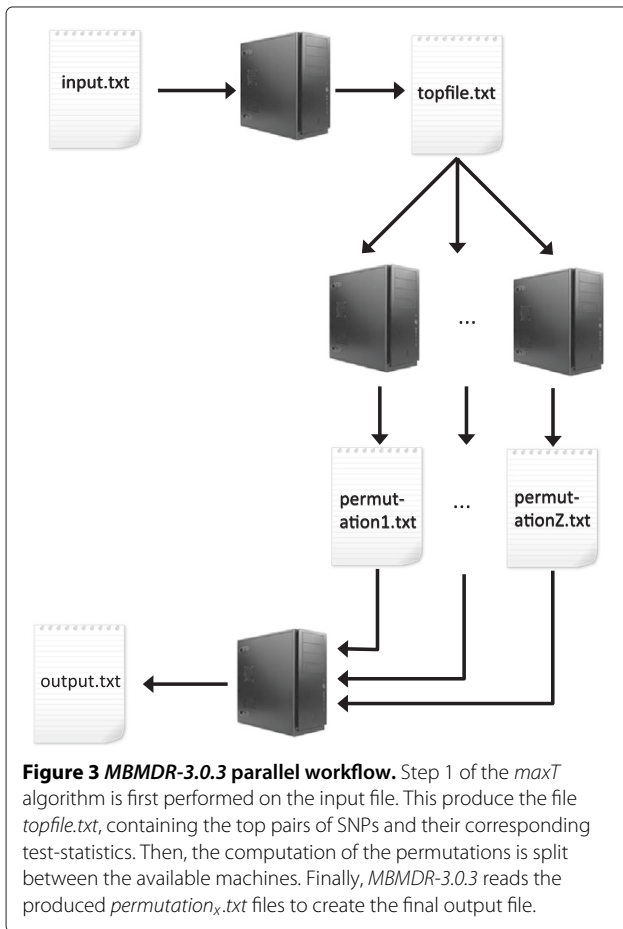 input.txt
topfile.txt
...
permut-
ation1.txt
...
permut-
ationZ.txt
output.txt
Figure 3 MBMDR-3.0.3 parallel workflow. Step 1 of the maxT
algorithm is first performed on the input file. This produce the file
topfile.txt, containing the top pairs of SNPs and their corresponding
test-statistics. Then, the computation of the permutations is split
between the available machines. Finally, MBMDR-3.0.3 reads the
produced permutationx.txt files to create the final output file.